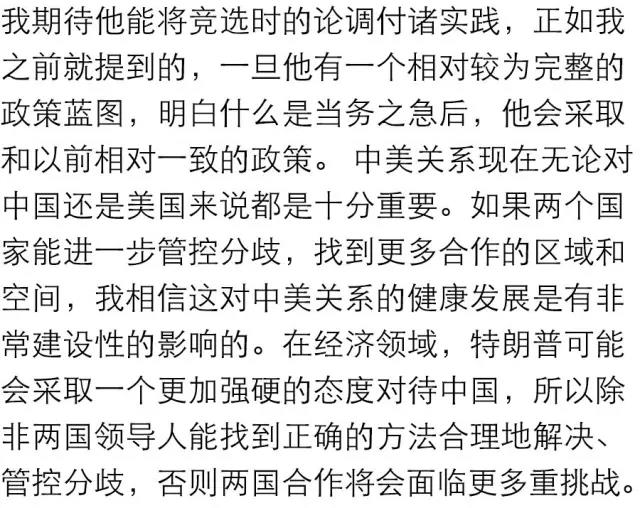 我期待他能将竞选时的论调付诸实践，正如我
之前就提到的，一旦他有一个相对较为完整的
政策蓝图，明白什么是当务之急后，他会采取
和以前相对一致的政策。 中美关系现在无论对
中国还是美国来说都是十分重要。如果两个国
家能进一步管控分歧，找到更多合作的区域和
空间，我相信这对中美关系的健康发展是有非
常建设性的影响的。在经济领域，特朗普可能
会采取一个更加强硬的态度对待中国，所以除
非两国领导人能找到正确的方法合理地解决、
管控分歧，否则两国合作将会面临更多重挑战。